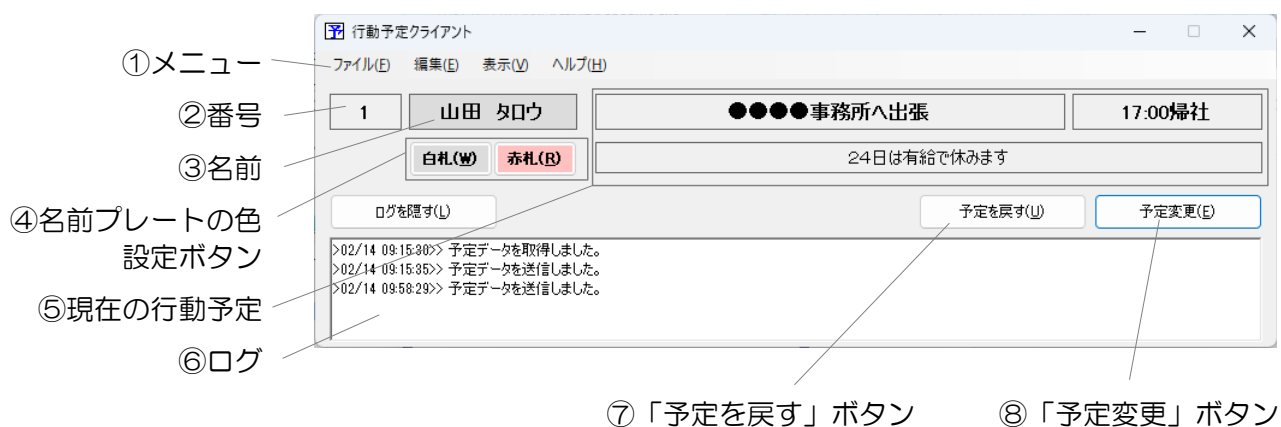 行動予定クライアント
ファイル(F) 編集(E) 表示(V) ヘルプ(H)
①メニュー
②番号
1 山田 タロウ ●●●●事務所へ出張 17:00帰社
③名前
白札(W) 赤札(R) 24日は有給で休みます
④名前プレートの色
設定ボタン
ログを隠す(L) 予定を戻す(U) 予定変更(E)
>02/14 09:15:30>> 予定データを取得しました。
>02/14 09:15:35>> 予定データを送信しました。
>02/14 09:58:29>> 予定データを送信しました。
⑤現在の行動予定
⑥ログ
⑦「予定を戻す」ボタン ⑧「予定変更」ボタン